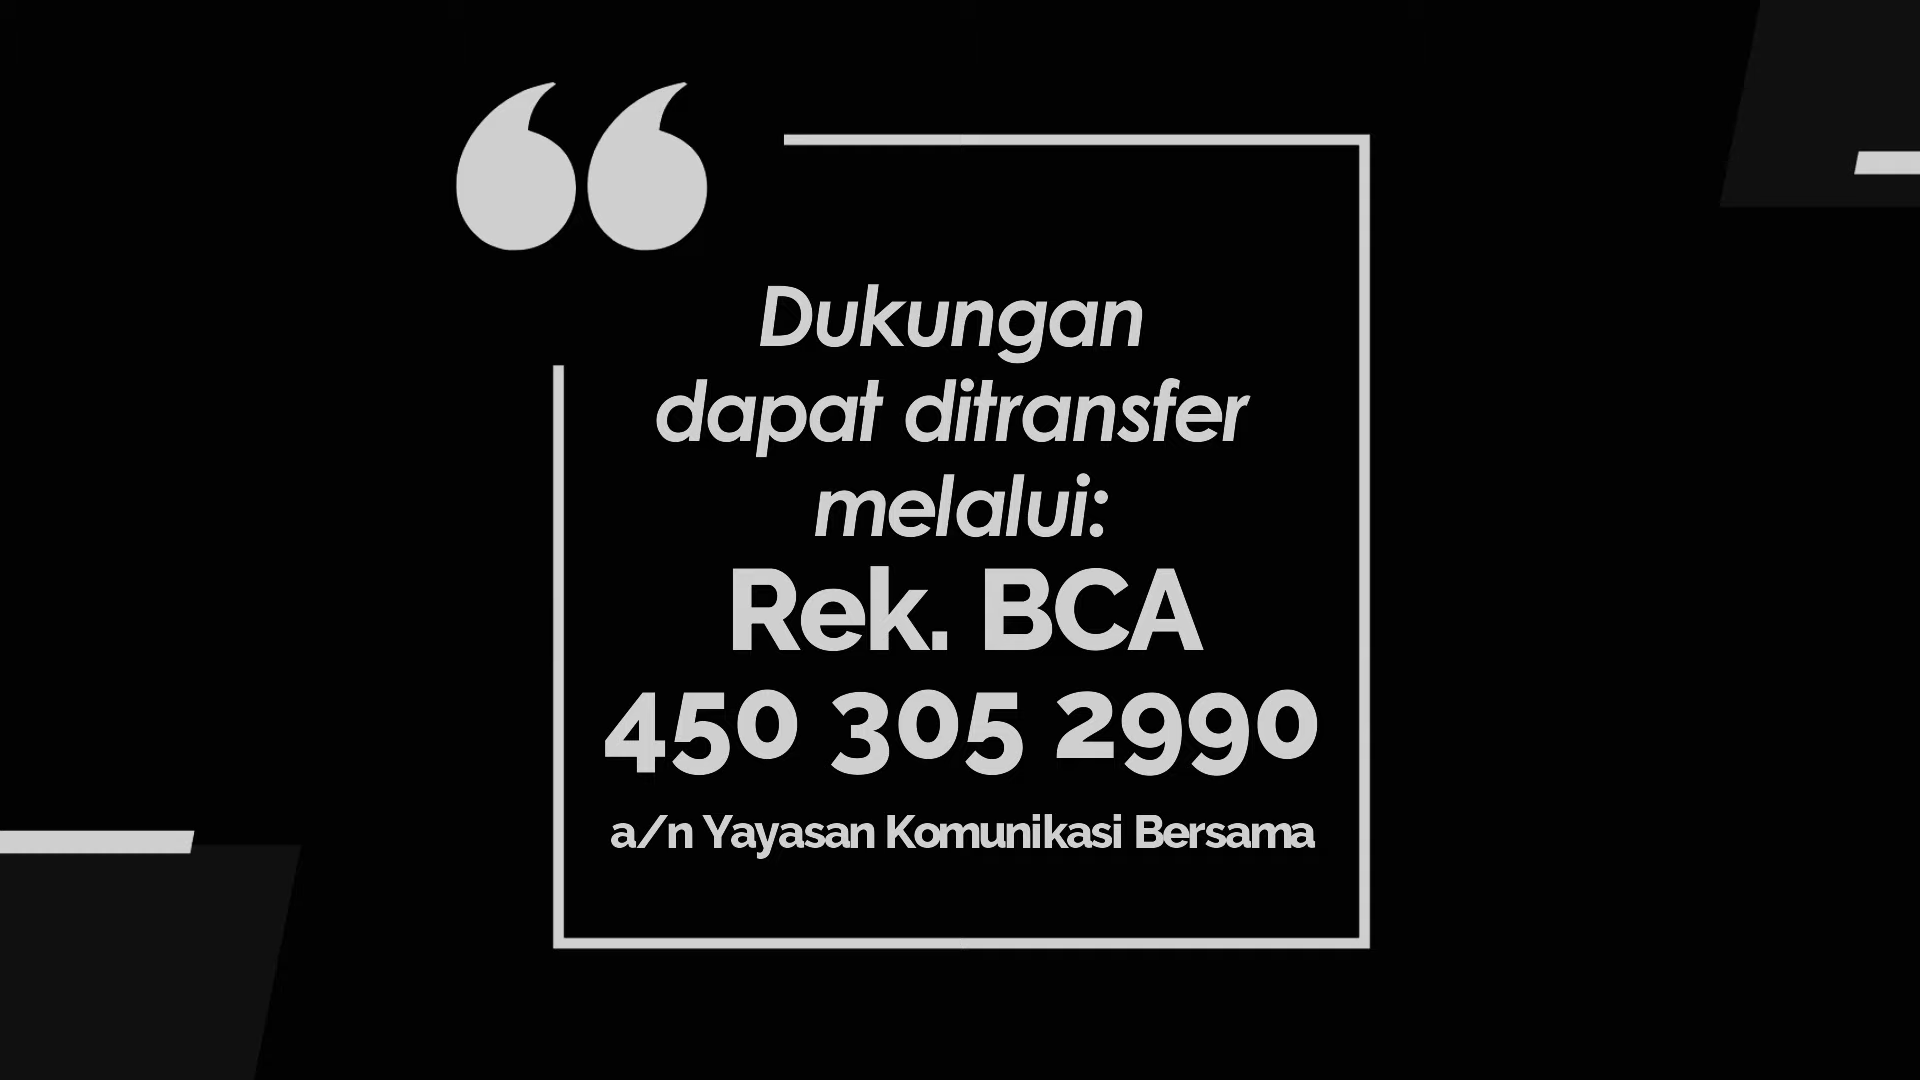 Dukungan
dapat ditransfer
melalui:
Rek. BCA
450 305 2990
a/n Yayasan Komunikasi Bersama